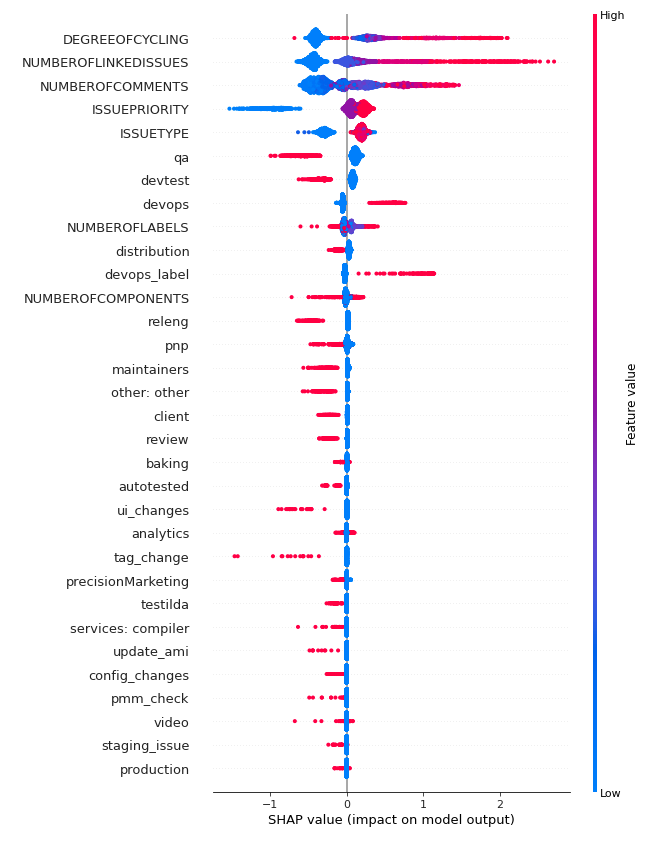 High
DEGREEOFCYCLING
NUMBEROFLINKEDISSUES
NUMBEROFCOMMENTS
ISSUEPRIORITY
ISSUETYPE
qa
devtest
devops
NUMBEROFLABELS
distribution
devops_label
NUMBEROFCOMPONENTS
releng
pnp
maintainers
other: other
client
review
baking
autotested
ui_changes
analytics
tag_change
precisionMarketing
testilda
services: compiler
update_ami
config_changes
pmm_check
video
staging_issue
production
Feature value
Low
−1 0 1 2
SHAP value (impact on model output)